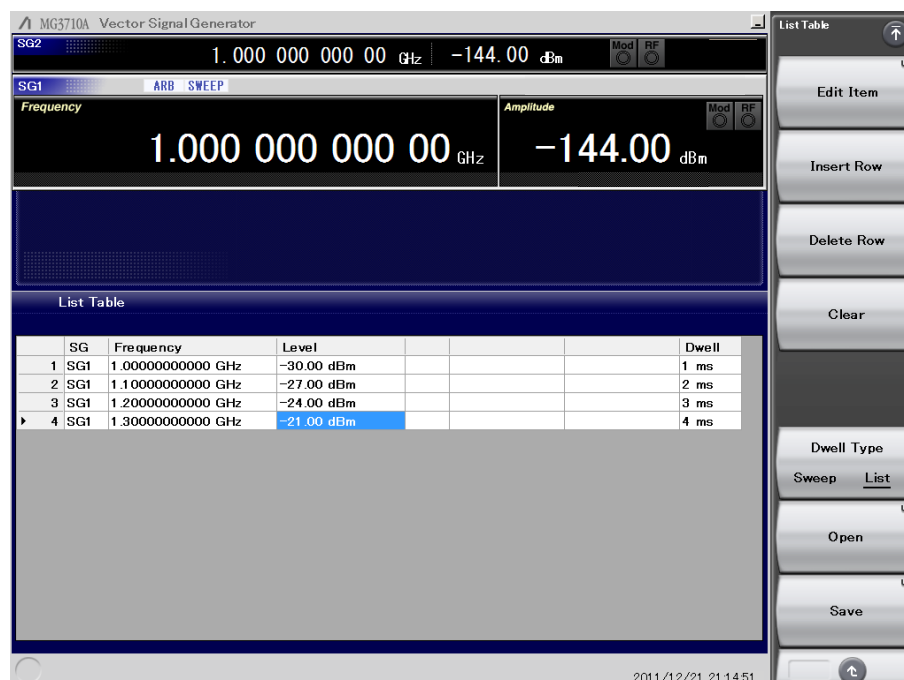 MG3710A Vector Signal Generator
SG2
1. 000 000 000 00 GHz -144. 00 dBm Mod RF
SG1 ARB SWEEP
Frequency
1.000 000 000 00 GHz
Amplitude
Mod RF
-144.00 dBm
List Table
SG Frequency Level Dwell
1 SG1 1.00000000000 GHz -30.00 dBm 1 ms
2 SG1 1.10000000000 GHz -27.00 dBm 2 ms
3 SG1 1.20000000000 GHz -24.00 dBm 3 ms
4 SG1 1.30000000000 GHz -21.00 dBm 4 ms
2011/12/21 21:14:51
List Table
Edit Item
Insert Row
Delete Row
Clear
Dwell Type
Sweep List
Open
Save